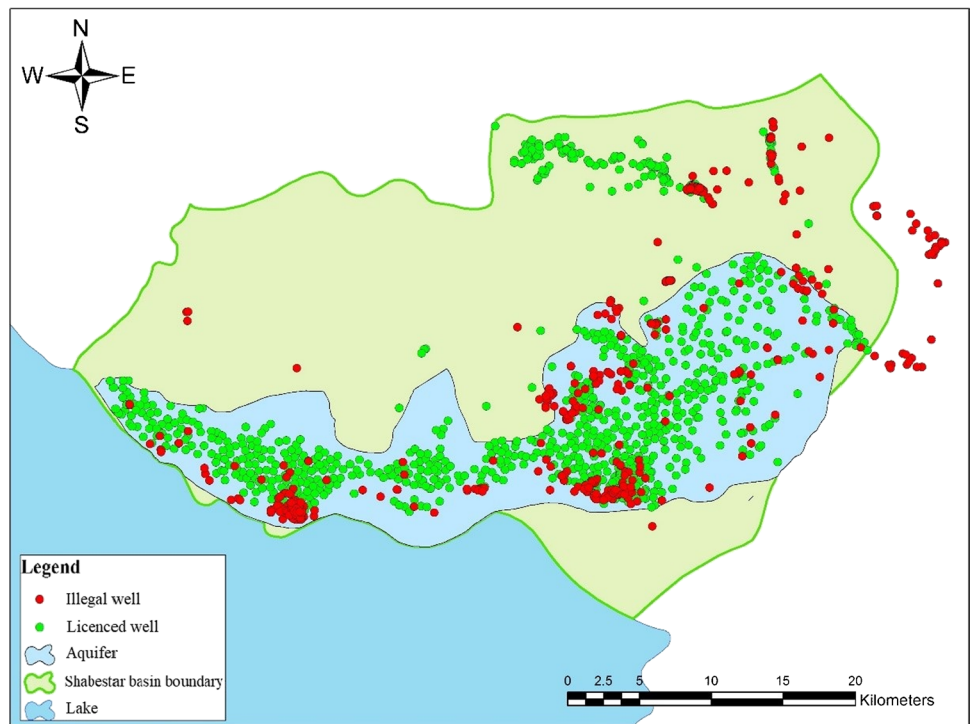 N
W E
S
Legend
Illegal well
Licenced well
Aquifer
Shabestar basin boundary
Lake
0 2.5 5 10 15 20
Kilometers